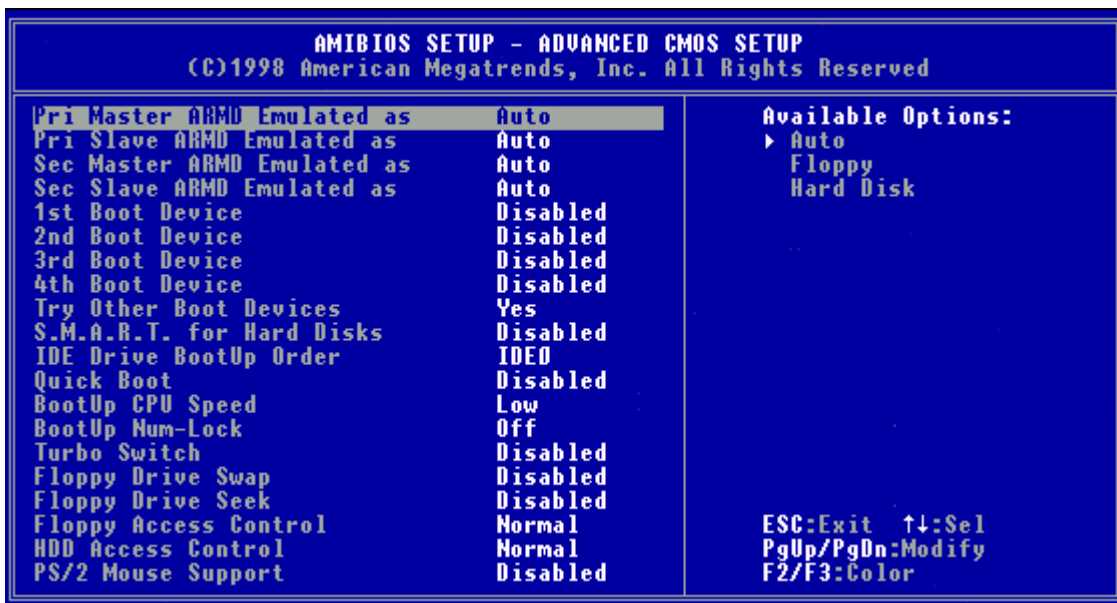 AMIBIOS SETUP - ADVANCED CMOS SETUP
(C)1998 American Megatrends, Inc. All Rights Reserved
Pri Master ARMD Emulated as Auto
Pri Slave ARMD Emulated as Auto
Sec Master ARMD Emulated as Auto
Sec Slave ARMD Emulated as Auto
1st Boot Device Disabled
2nd Boot Device Disabled
3rd Boot Device Disabled
4th Boot Device Disabled
Try Other Boot Devices Yes
S.M.A.R.T. for Hard Disks Disabled
IDE Drive BootUp Order IDE0
Quick Boot Disabled
BootUp CPU Speed Low
BootUp Num-Lock Off
Turbo Switch Disabled
Floppy Drive Swap Disabled
Floppy Drive Seek Disabled
Floppy Access Control Normal
HDD Access Control Normal
PS/2 Mouse Support Disabled
Available Options:
► Auto
Floppy
Hard Disk
ESC:Exit ↑↓:Sel
PgUp/PgDn:Modify
F2/F3:Color